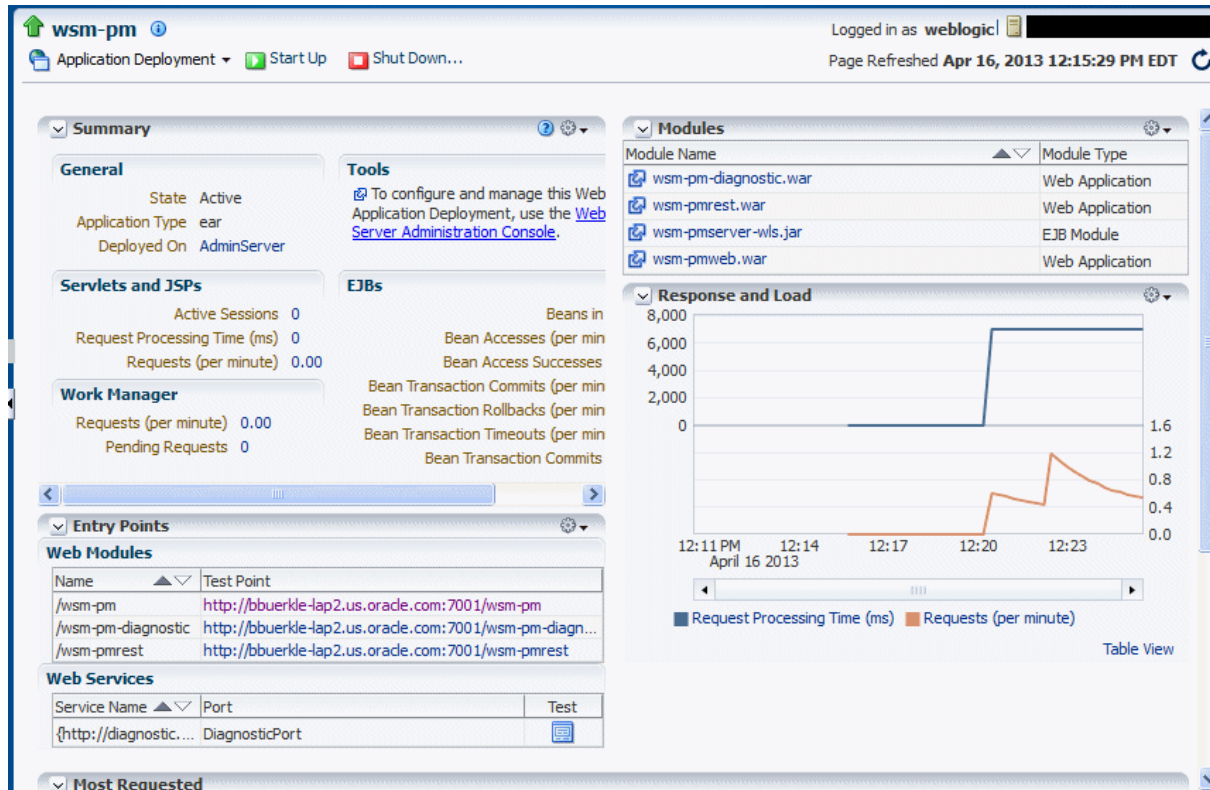 wsm-pm
Logged in as weblogic
Application Deployment Start Up Shut Down...
Page Refreshed Apr 16, 2013 12:15:29 PM EDT
Summary
General
State Active
Application Type ear
Deployed On AdminServer
Tools
To configure and manage this Web
Application Deployment, use the Web
Server Administration Console.
Servlets and JSPs
Active Sessions 0
Request Processing Time (ms) 0
Requests (per minute) 0.00
Work Manager
Requests (per minute) 0.00
Pending Requests 0
EJBs
Beans in
Bean Accesses (per min
Bean Access Successes
Bean Transaction Commits (per min
Bean Transaction Rollbacks (per min
Bean Transaction Timeouts (per min
Bean Transaction Commits
Entry Points
Web Modules
Name Test Point
/wsm-pm http://bbuerkle-lap2.us.oracle.com:7001/wsm-pm
/wsm-pm-diagnostic http://bbuerkle-lap2.us.oracle.com:7001/wsm-pm-diagn...
/wsm-pmrest http://bbuerkle-lap2.us.oracle.com:7001/wsm-pmrest
Web Services
Service Name Port Test
{http://diagnostic.... DiagnosticPort
Modules
Module Name Module Type
wsm-pm-diagnostic.war Web Application
wsm-pmrest.war Web Application
wsm-pmserver-wls.jar EJB Module
wsm-pmweb.war Web Application
Response and Load
8,000
6,000
4,000
2,000
0
1.6
1.2
0.8
0.4
0.0
12:11 PM 12:14 12:17 12:20 12:23
April 16 2013
Request Processing Time (ms) Requests (per minute)
Table View
Most Requested